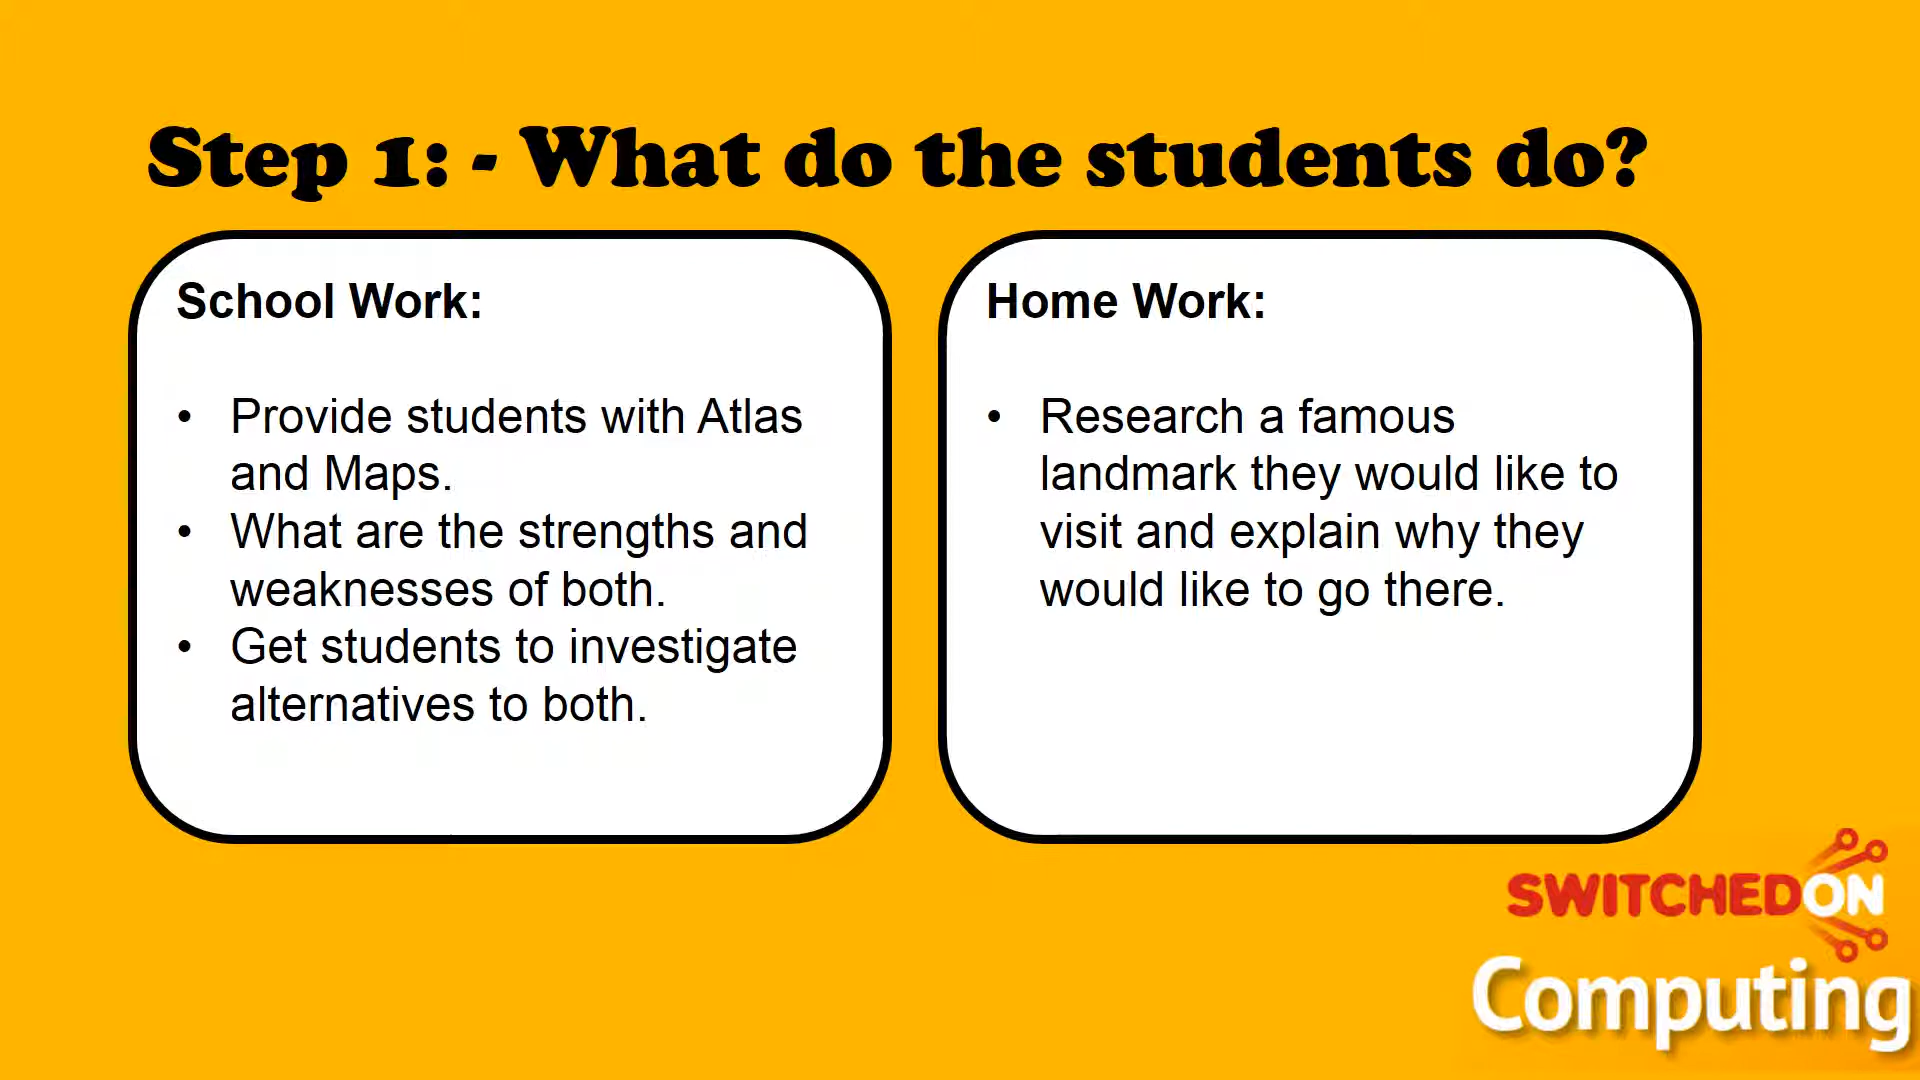 Step 1: - What do the students do?
School Work:
• Provide students with Atlas
and Maps.
• What are the strengths and
weaknesses of both.
• Get students to investigate
alternatives to both.
Home Work:
• Research a famous
landmark they would like to
visit and explain why they
would like to go there.
SWITCHEDON
Computing